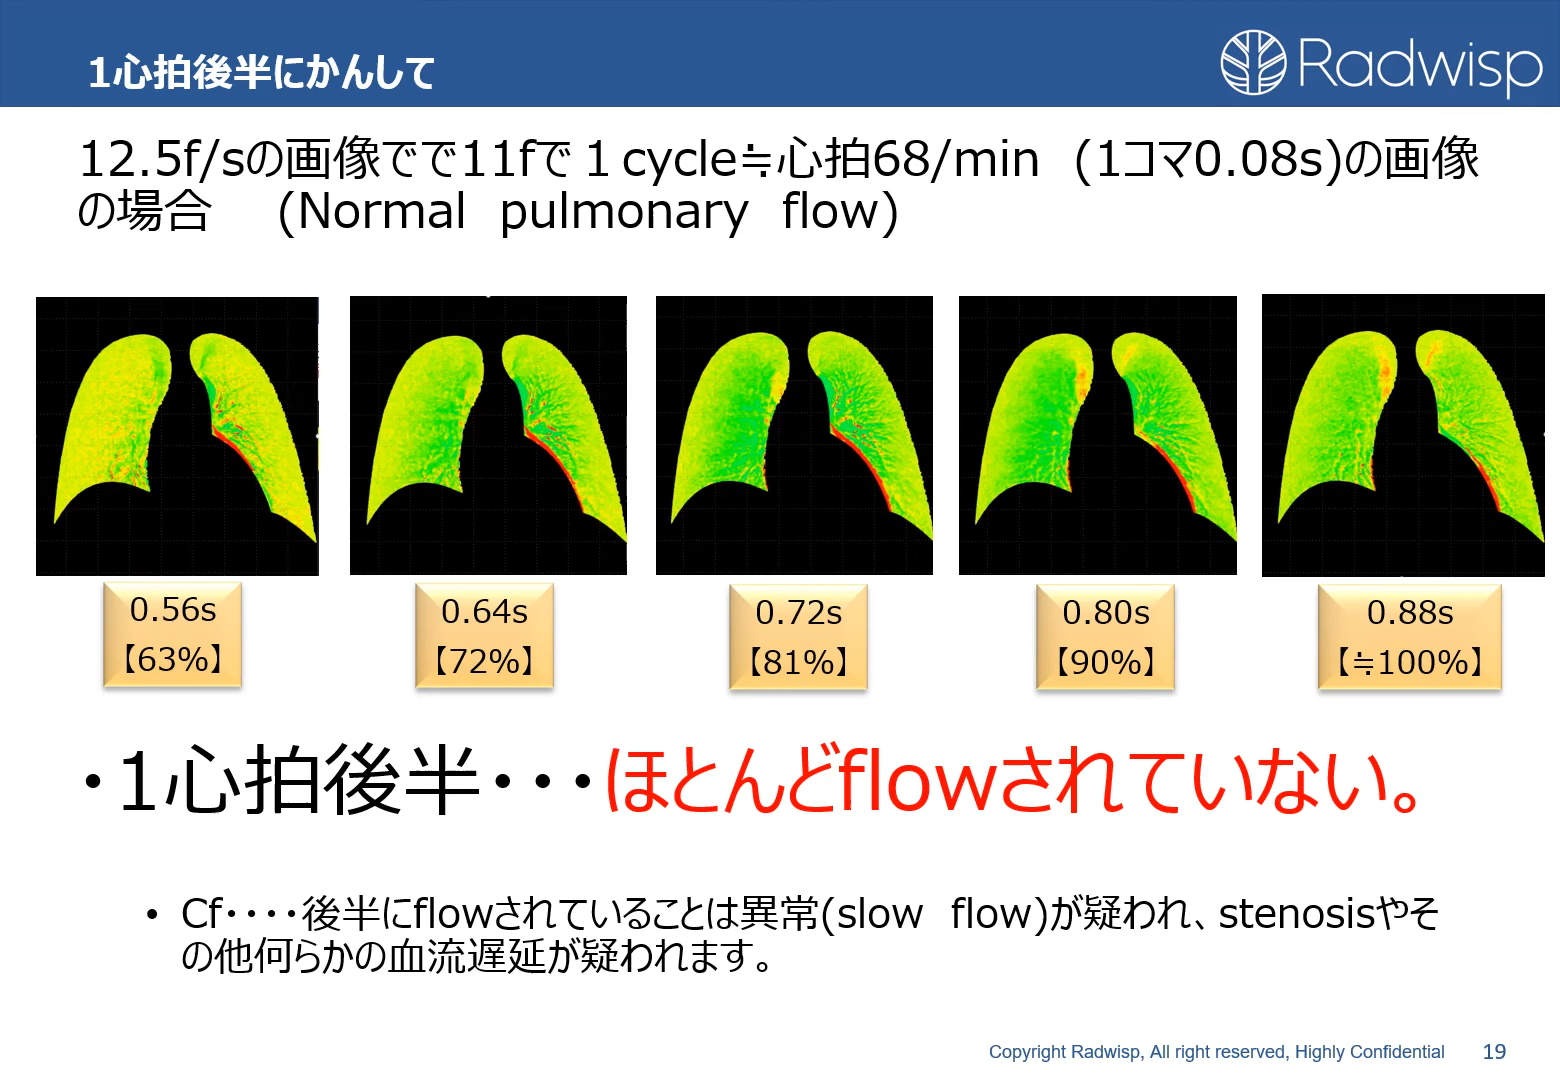 1心拍後半にかんして
Radwisp
12.5f/sの画像でで11fで１cycle≒心拍68/min (1コマ0.08s)の画像
の場合 (Normal pulmonary flow)
0.56s
【63%】
0.64s
【72%】
0.72s
【81%】
0.80s
【90%】
0.88s
【≒100%】
・1心拍後半・・・ほとんどflowされていない。
• Cf・・・・後半にflowされていることは異常(slow flow)が疑われ、stenosisやそ
の他何らかの血流遅延が疑われます。
Copyright Radwisp, All right reserved, Highly Confidential 19